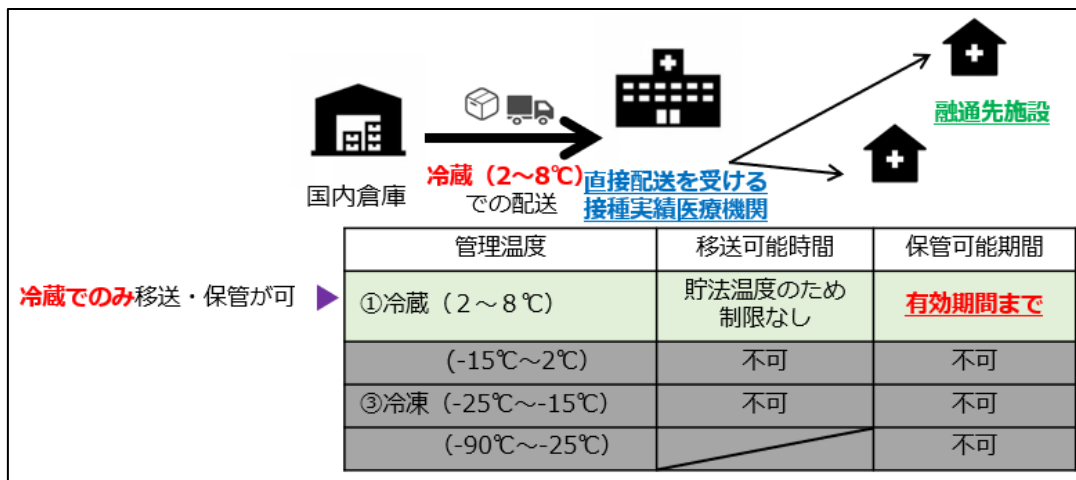 国内倉庫
冷蔵（2～8℃）
での配送
直接配送を受ける
接種実績医療機関
融通先施設
冷蔵でのみ移送・保管が可
管理温度 移送可能時間 保管可能期間
①冷蔵（２～８℃） 貯法温度のため
制限なし 有効期間まで
(-15℃～2℃) 不可 不可
③冷凍（-25℃～-15℃） 不可 不可
(-90℃～-25℃) 不可